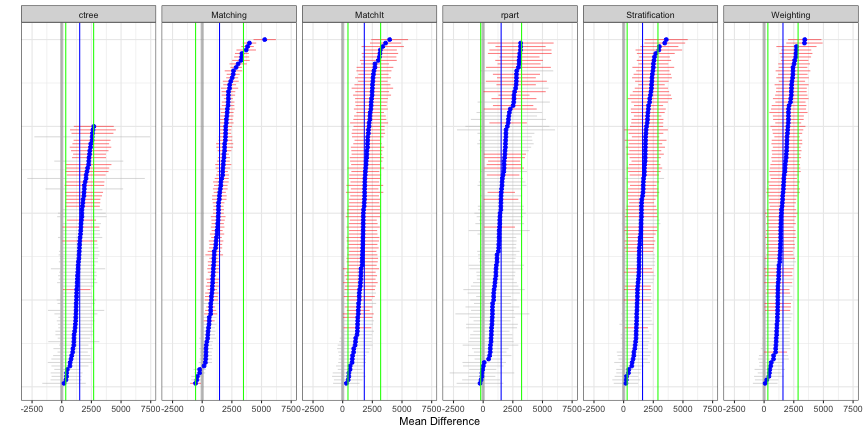 ctree Matching MatchIt rpart Stratification Weighting
-2500 0 2500 5000 7500 -2500 0 2500 5000 7500 -2500 0 2500 5000 7500 -2500 0 2500 5000 7500 -2500 0 2500 5000 7500 -2500 0 2500 5000 7500
Mean Difference